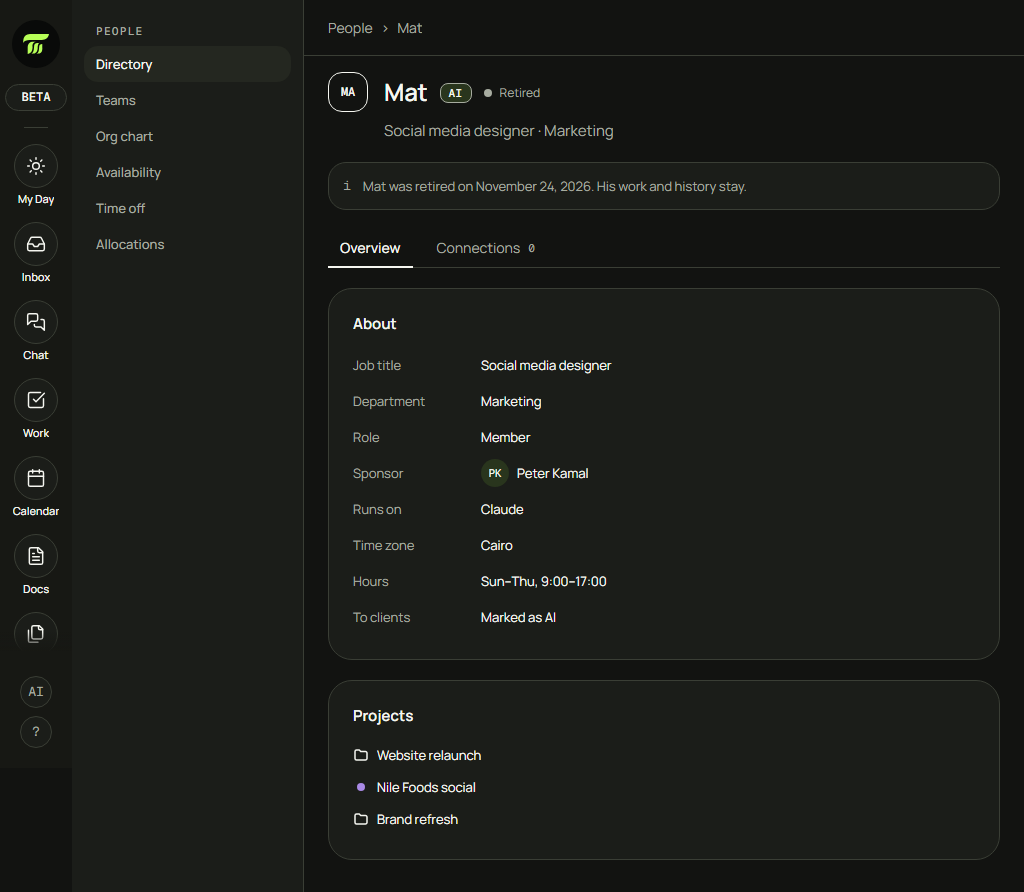 BETA
My Day
Inbox
Chat
Work
Calendar
Docs
AI
?
PEOPLE
Directory
Teams
Org chart
Availability
Time off
Allocations
People › Mat
MA
Mat AI Retired
Social media designer · Marketing
i Mat was retired on November 24, 2026. His work and history stay.
Overview Connections 0
About
Job title Social media designer
Department Marketing
Role Member
Sponsor PK Peter Kamal
Runs on Claude
Time zone Cairo
Hours Sun–Thu, 9:00–17:00
To clients Marked as AI
Projects
Website relaunch
Nile Foods social
Brand refresh